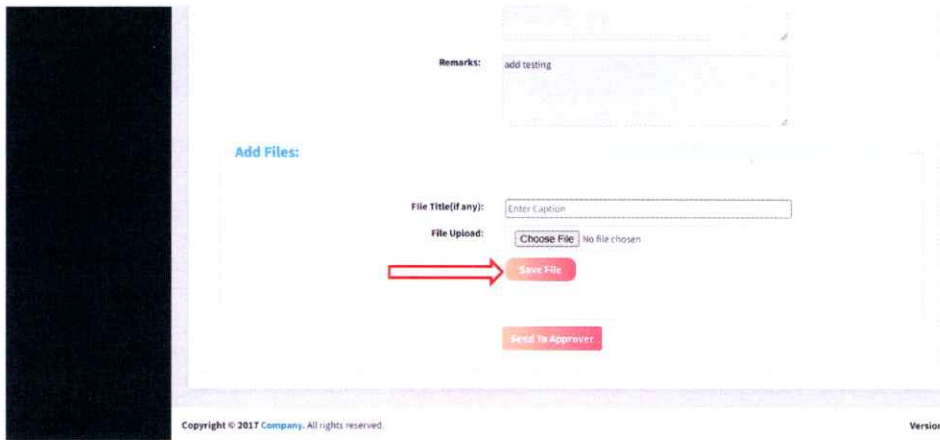 Remarks:
add testing
Add Files:
File Title(if any):
Enter Caption
File Upload:
Choose File No file chosen
Save File
Send To Approver
Copyright © 2017 Company. All rights reserved.
Version